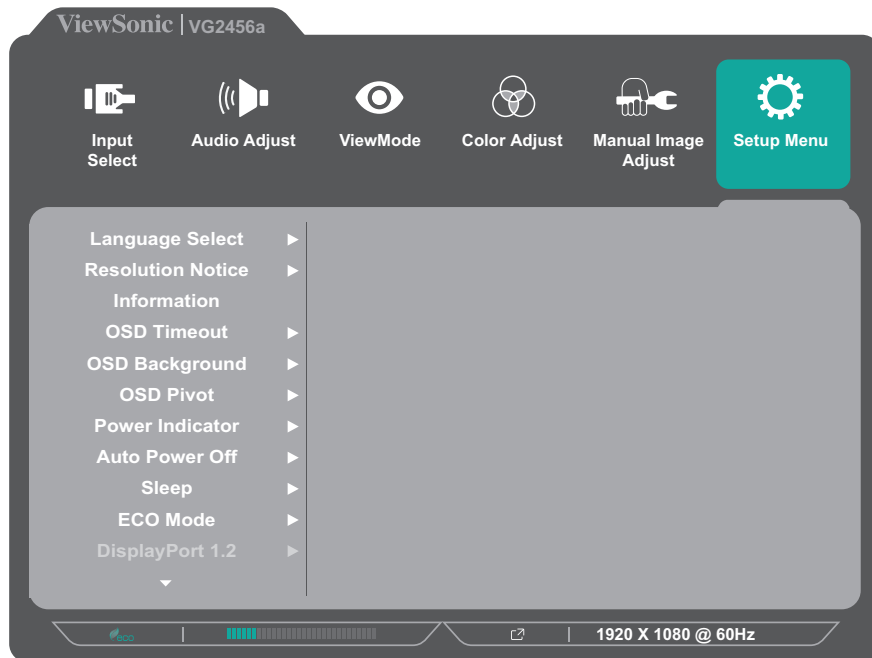 ViewSonic | VG2456a
Input
Select
Audio Adjust
ViewMode
Color Adjust
Manual Image
Adjust
Setup Menu
Language Select
Resolution Notice
Information
OSD Timeout
OSD Background
OSD Pivot
Power Indicator
Auto Power Off
Sleep
ECO Mode
DisplayPort 1.2
eco
1920 X 1080 @ 60Hz